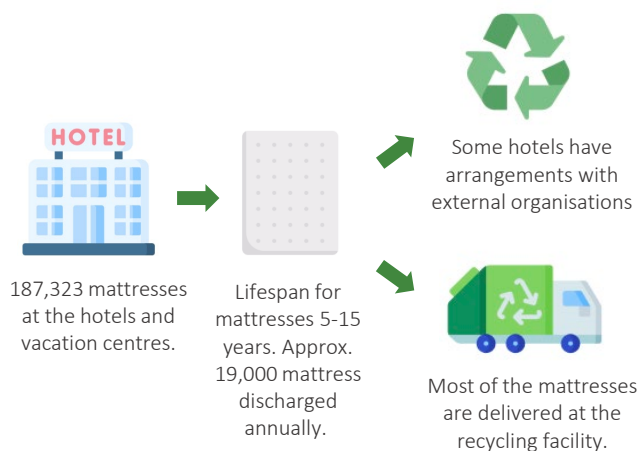 HOTEL
187,323 mattresses
at the hotels and
vacation centres.
Lifespan for
mattresses 5-15
years. Approx.
19,000 mattress
discharged
annually.
Some hotels have
arrangements with
external organisations
Most of the mattresses
are delivered at the
recycling facility.